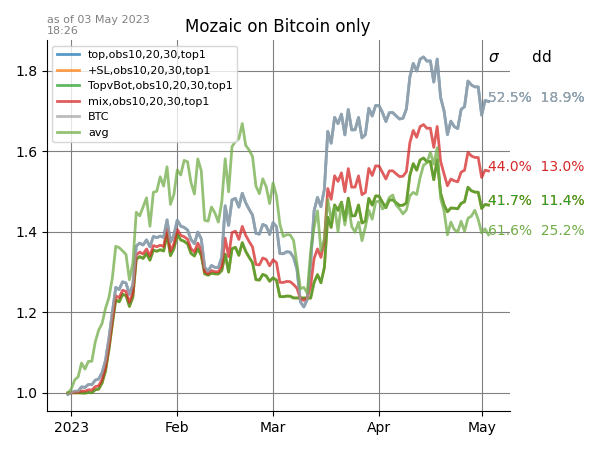 as of 03 May 2023
18:26
Mozaic on Bitcoin only
top,obs10,20,30,top1
+SL,obs10,20,30,top1
TopvBot,obs10,20,30,top1
mix,obs10,20,30,top1
BTC
avg
σ dd
52.5% 18.9%
44.0% 13.0%
41.7% 11.4%
61.6% 25.2%
1.8
1.6
1.4
1.2
1.0
2023 Feb Mar Apr May